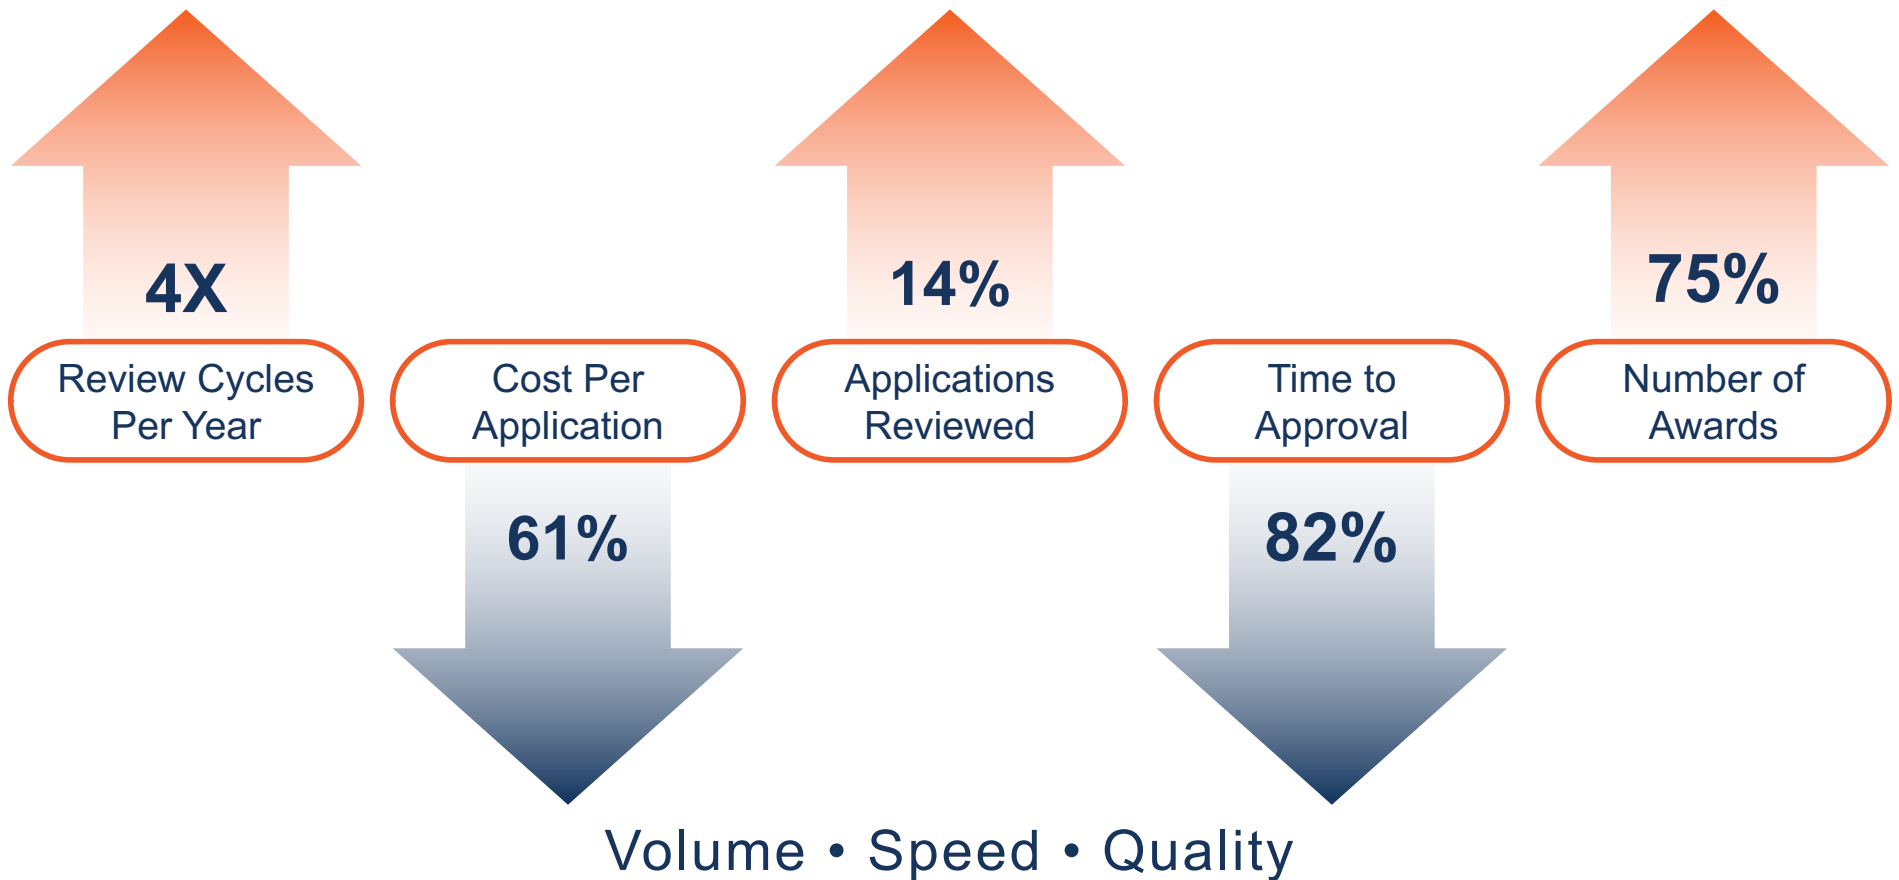 4X
Review Cycles
Per Year
Cost Per
Application
61%
14%
Applications
Reviewed
Time to
Approval
82%
75%
Number of
Awards
Volume • Speed • Quality